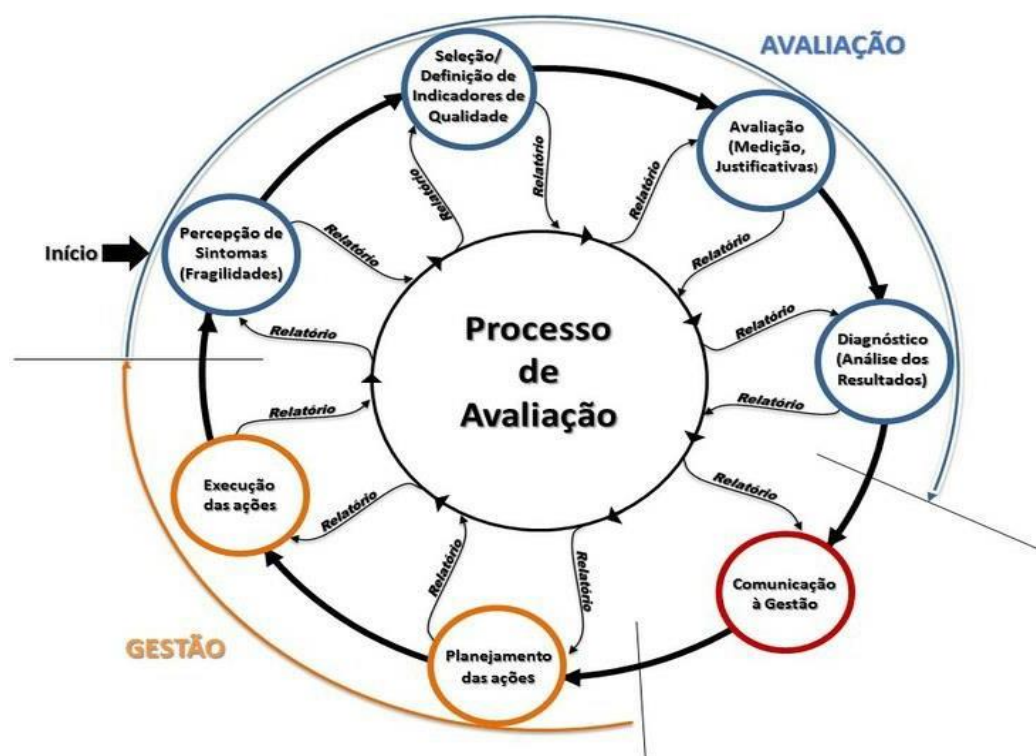 AVALIAÇÃO
Seleção/
Definição de
Indicadores de
Qualidade
Avaliação
(Medição,
Justificativas)
Relatório
Relatório
Relatório
Relatório
Início
Percepção de
Sintomas
(Fragilidades)
Relatório
Relatório
Processo
de
Avaliação
Diagnóstico
(Análise dos
Resultados)
Relatório
Relatório
Relatório
Relatório
Execução
das ações
Relatório
Relatório
Relatório
Relatório
Comunicação
à Gestão
GESTÃO
Planejamento
das ações